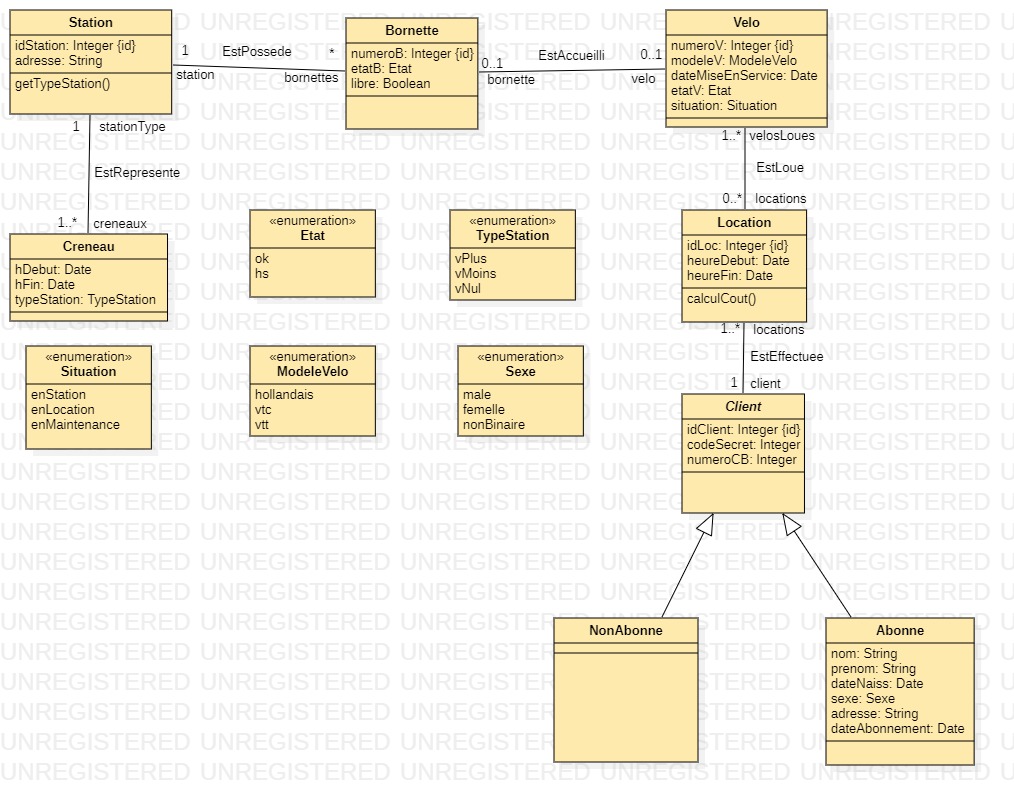 Station
idStation: Integer {id}
adresse: String
getTypeStation()
1
EstPossede
*
station
bornettes
Bornette
numeroB: Integer {id}
etatB: Etat
libre: Boolean
0..1
EstAccueilli
0..1
bornette
velo
Velo
numeroV: Integer {id}
modeleV: ModeleVelo
dateMiseEnService: Date
etatV: Etat
situation: Situation
1
stationType
EstRepresente
1..*
creneaux
1..*
velosLoues
EstLoue
0..*
locations
Creneau
hDebut: Date
hFin: Date
typeStation: TypeStation
«enumeration»
Etat
ok
hs
«enumeration»
TypeStation
vPlus
vMoins
vNul
Location
idLoc: Integer {id}
heureDebut: Date
heureFin: Date
calculCout()
«enumeration»
Situation
enStation
enLocation
enMaintenance
«enumeration»
ModeleVelo
hollandais
vtc
vtt
«enumeration»
Sexe
male
femelle
nonBinaire
1..*
locations
EstEffectuee
1
client
Client
idClient: Integer {id}
codeSecret: Integer
numeroCB: Integer
NonAbonne
Abonne
nom: String
prenom: String
dateNaiss: Date
sexe: Sexe
adresse: String
dateAbonnement: Date
UNREGISTERED